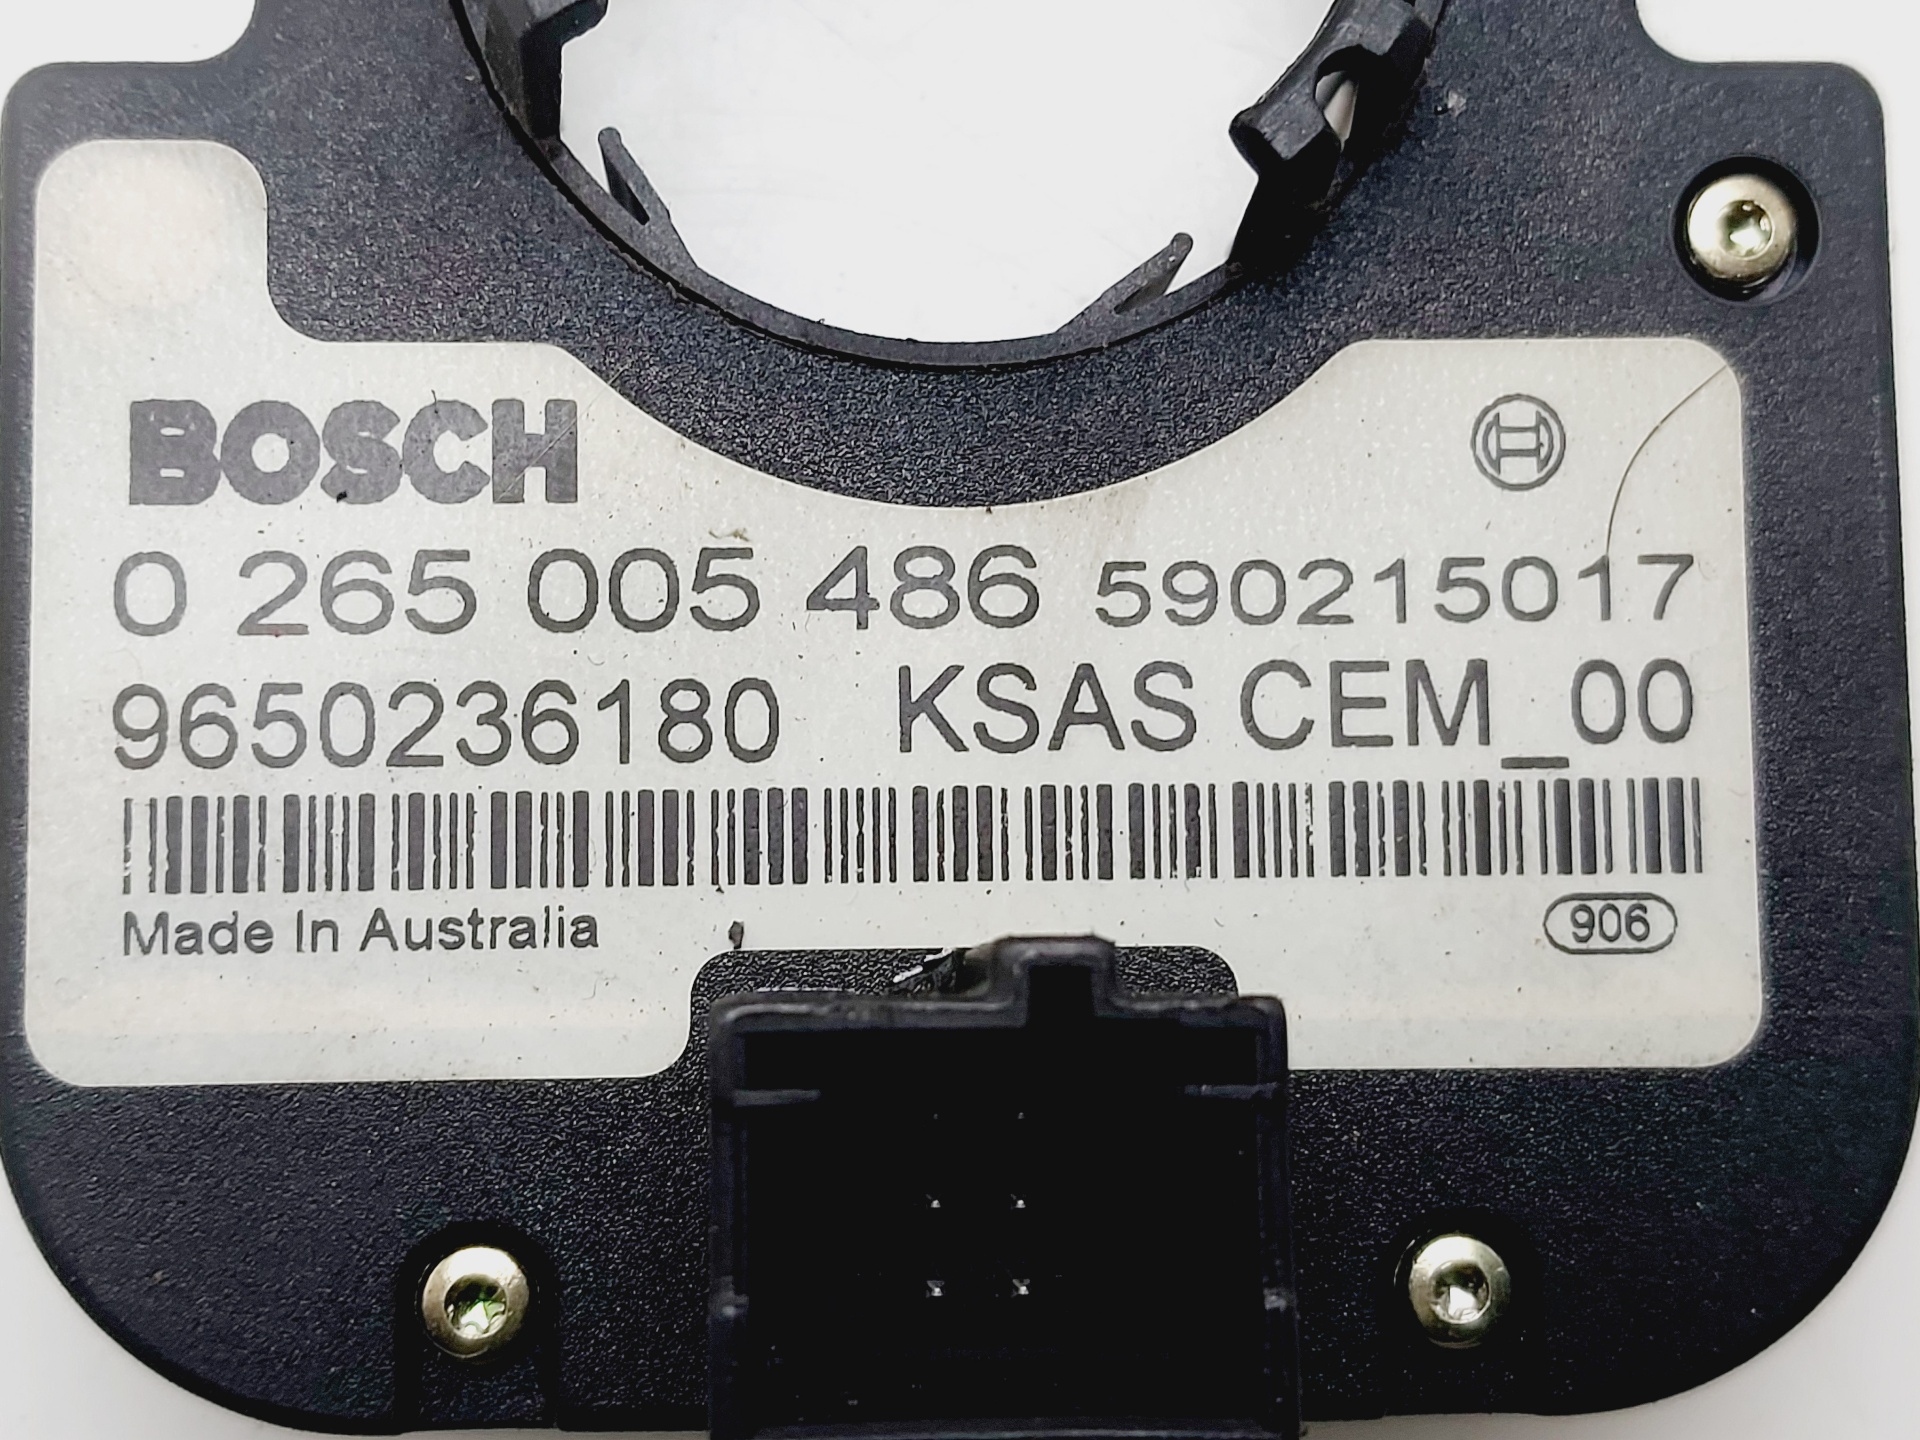 BOSCH
0 265 005 486 590215017
9650236180 KSAS CEM_00
Made In Australia
906